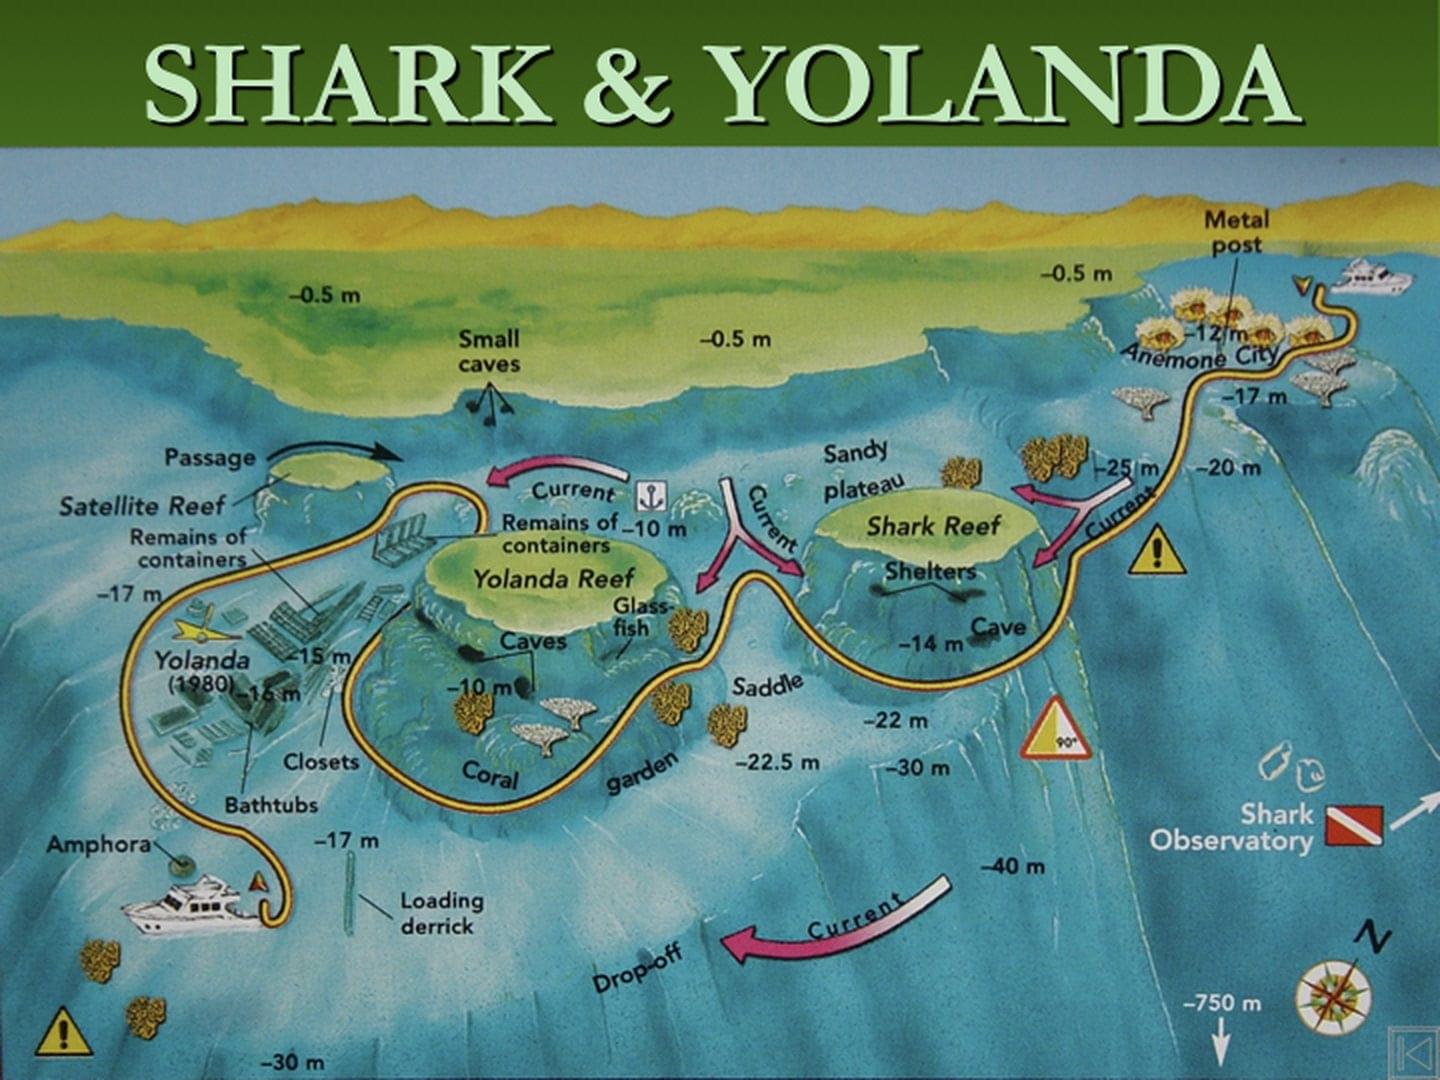 SHARK & YOLANDA
Metal
post
–0.5 m
–0.5 m
–0.5 m
Small
caves
–12 m
Anemone City
–17 m
Passage
Sandy
plateau
–25 m
–20 m
Satellite Reef
Current
Current
Current
Remains of
containers
Remains of
containers
–10 m
Shark Reef
Yolanda Reef
Shelters
–17 m
Glass-
fish
Cave
Caves
–14 m
Yolanda
(1980)
–15 m
–16 m
–10 m
Saddle
–22 m
Closets
Coral
garden
–22.5 m
–30 m
90°
Bathtubs
Shark
Observatory
Amphora
–17 m
–40 m
Loading
derrick
Current
Drop-off
N
–750 m
–30 m